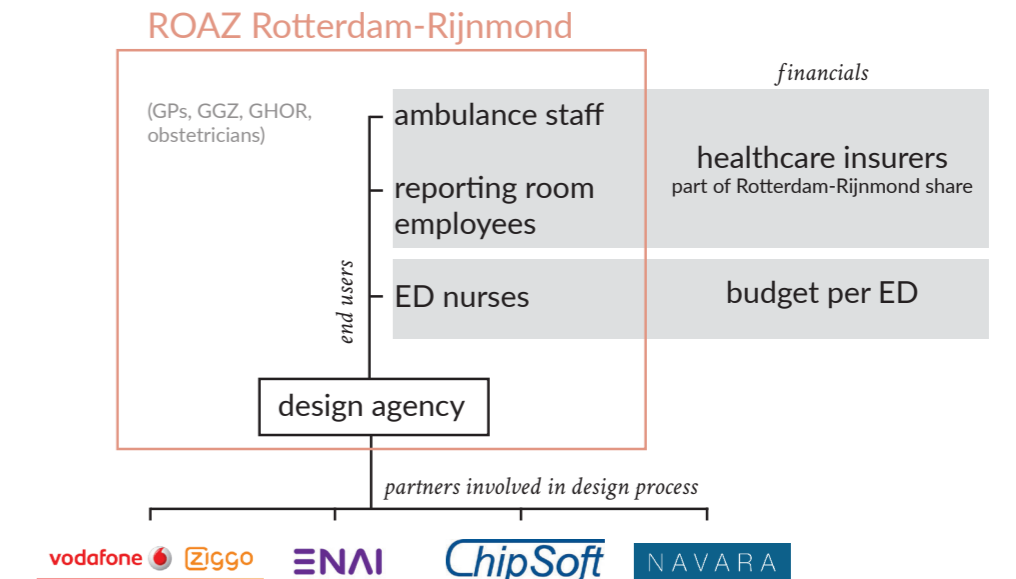 ROAZ Rotterdam-Rijnmond
financials
(GPs, GGZ, GHOR,
obstetricians)
ambulance staff
healthcare insurers
part of Rotterdam-Rijnmond share
reporting room
employees
end users
ED nurses
budget per ED
design agency
partners involved in design process
vodafone ziggo
ENAI
ChipSoft
NAVARA